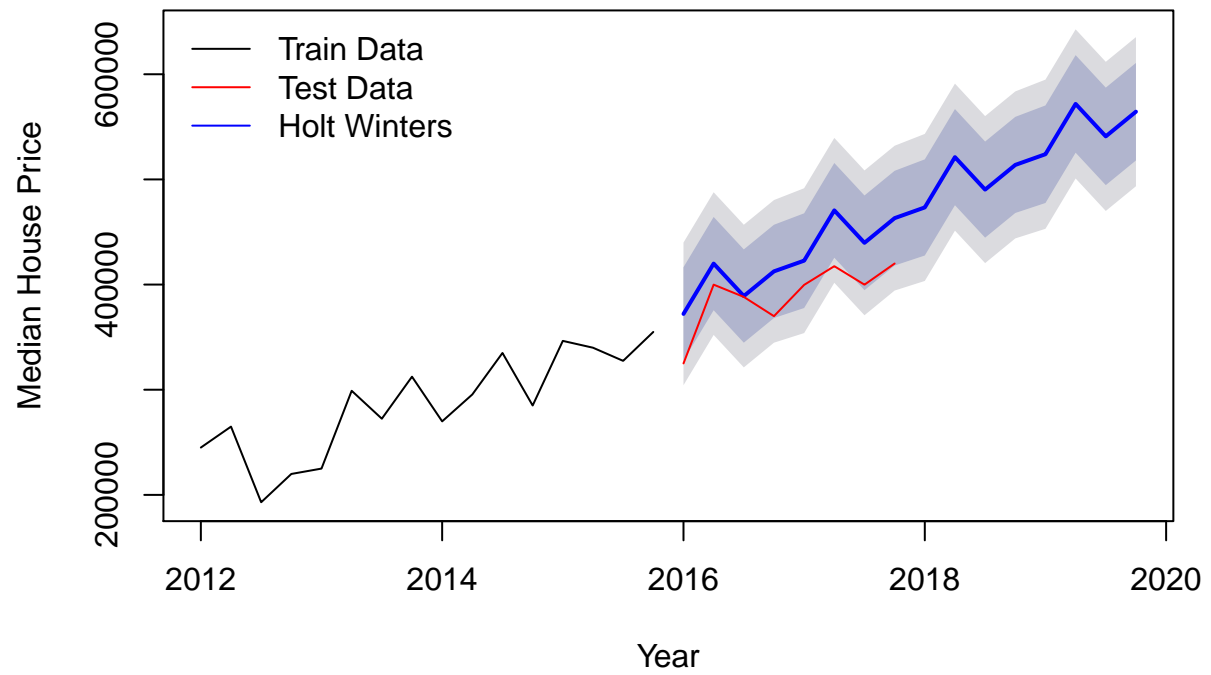 Train Data
Test Data
Holt Winters
Median House Price
600000
400000
200000
2012 2014 2016 2018 2020
Year